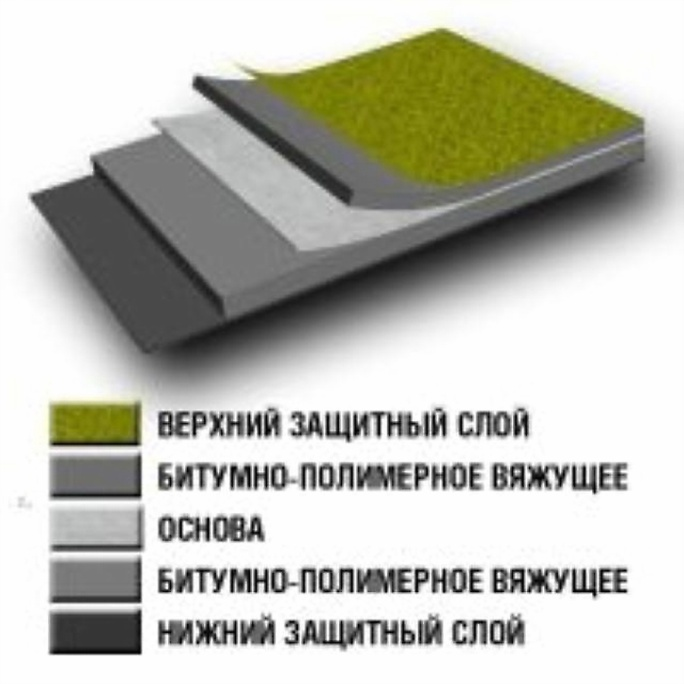 ВЕРХНИЙ ЗАЩИТНЫЙ СЛОЙ
БИТУМНО-ПОЛИМЕРНОЕ ВЯЖУЩЕЕ
ОСНОВА
БИТУМНО-ПОЛИМЕРНОЕ ВЯЖУЩЕЕ
НИЖНИЙ ЗАЩИТНЫЙ СЛОЙ